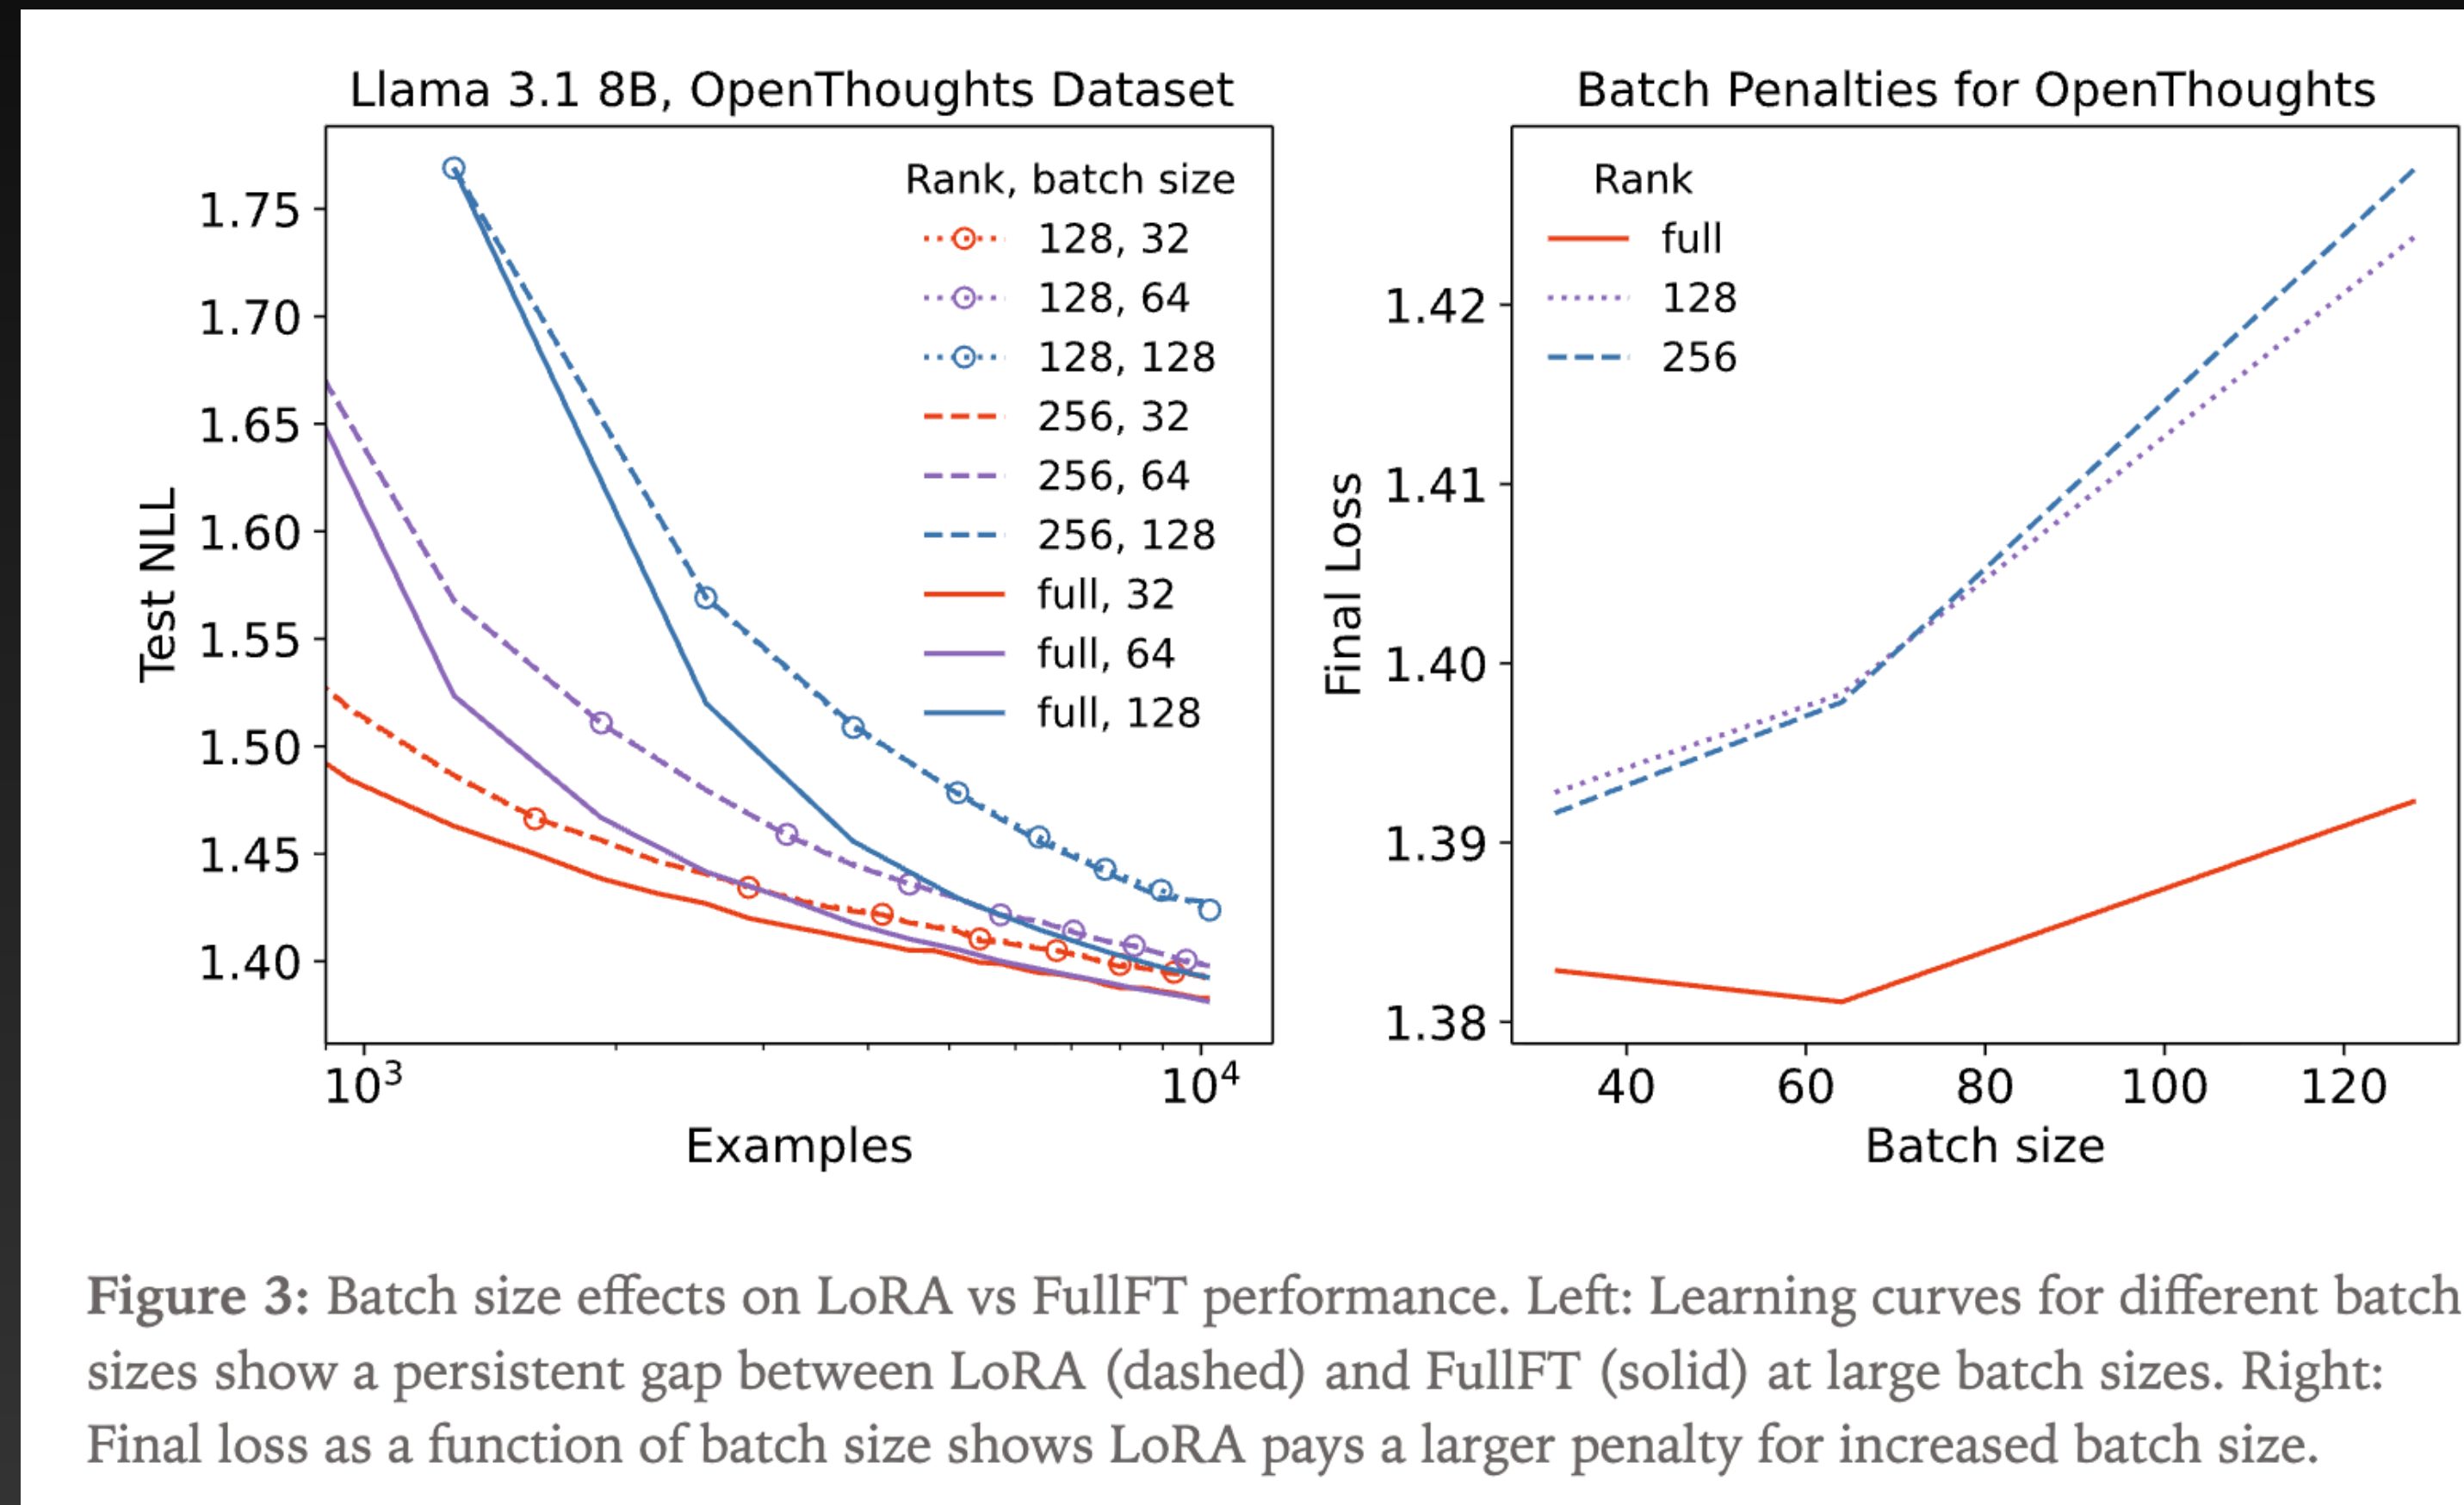 Llama 3.1 8B, OpenThoughts Dataset
Test NLL
1.75
1.70
1.65
1.60
1.55
1.50
1.45
1.40
Rank, batch size
128, 32
128, 64
128, 128
256, 32
256, 64
256, 128
full, 32
full, 64
full, 128
10³
10⁴
Examples
Batch Penalties for OpenThoughts
Final Loss
1.42
1.41
1.40
1.39
1.38
Rank
full
128
256
40
60
80
100
120
Batch size
Figure 3: Batch size effects on LoRA vs FullFT performance. Left: Learning curves for different batch
sizes show a persistent gap between LoRA (dashed) and FullFT (solid) at large batch sizes. Right:
Final loss as a function of batch size shows LoRA pays a larger penalty for increased batch size.